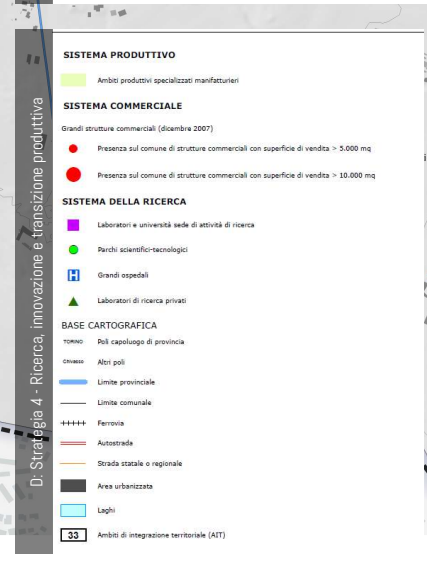 D: Strategia 4 - Ricerca, innovazione e transizione produttiva
SISTEMA PRODUTTIVO
Ambiti produttivi specializzati manifatturieri
SISTEMA COMMERCIALE
Grandi strutture commerciali (dicembre 2007)
Presenza sul comune di strutture commerciali con superficie di vendita > 5.000 mq
Presenza sul comune di strutture commerciali con superficie di vendita > 10.000 mq
SISTEMA DELLA RICERCA
Laboratori e università sede di attività di ricerca
Parchi scientifici-tecnologici
H Grandi ospedali
Laboratori di ricerca privati
BASE CARTOGRAFICA
TORINO Poli capoluogo di provincia
Chivasso Altri poli
Limite provinciale
Limite comunale
Ferrovia
Autostrada
Strada statale o regionale
Area urbanizzata
Laghi
33 Ambiti di integrazione territoriale (AIT)